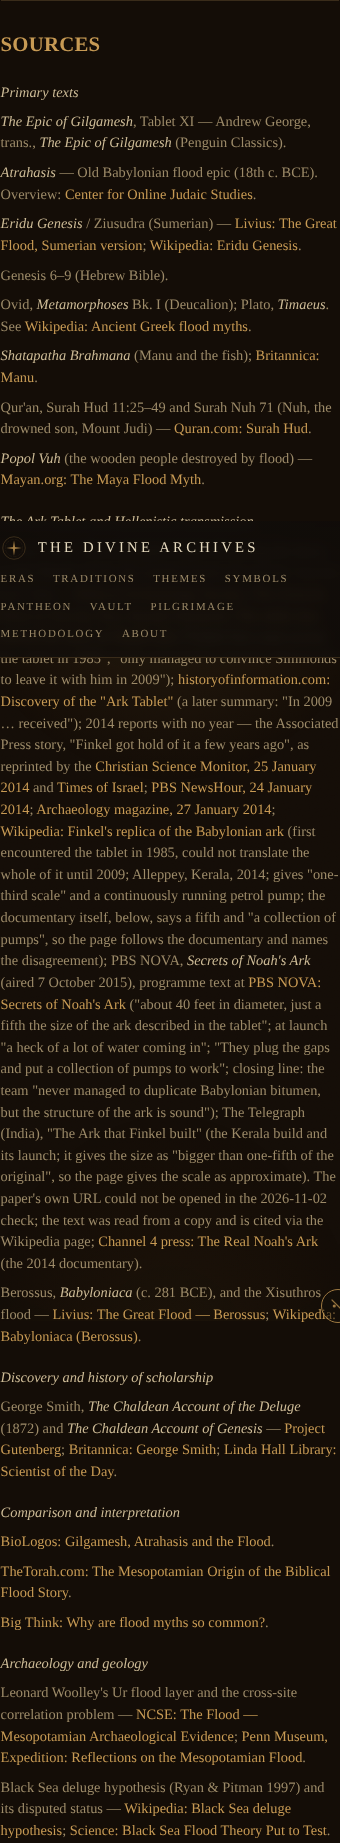 SOURCES
Primary texts
The Epic of Gilgamesh, Tablet XI — Andrew George,
trans., The Epic of Gilgamesh (Penguin Classics).
Atrahasis — Old Babylonian flood epic (18th c. BCE).
Overview: Center for Online Judaic Studies.
Eridu Genesis / Ziusudra (Sumerian) — Livius: The Great
Flood, Sumerian version; Wikipedia: Eridu Genesis.
Genesis 6–9 (Hebrew Bible).
Ovid, Metamorphoses Bk. I (Deucalion); Plato, Timaeus.
See Wikipedia: Ancient Greek flood myths.
Shatapatha Brahmana (Manu and the fish); Britannica:
Manu.
Qur'an, Surah Hud 11:25–49 and Surah Nuh 71 (Nuh, the
drowned son, Mount Judi) — Quran.com: Surah Hud.
Popol Vuh (the wooden people destroyed by flood) —
Mayan.org: The Maya Flood Myth.
The Ark Tablet and Hellenistic transmission
THE DIVINE ARCHIVES
ERAS TRADITIONS THEMES SYMBOLS
PANTHEON VAULT PILGRIMAGE
METHODOLOGY ABOUT
the tablet in 1985", "only managed to convince Simmonds
to leave it with him in 2009"); historyofinformation.com:
Discovery of the "Ark Tablet" (a later summary: "In 2009
… received"); 2014 reports with no year — the Associated
Press story, "Finkel got hold of it a few years ago", as
reprinted by the Christian Science Monitor, 25 January
2014 and Times of Israel; PBS NewsHour, 24 January
2014; Archaeology magazine, 27 January 2014;
Wikipedia: Finkel's replica of the Babylonian ark (first
encountered the tablet in 1985, could not translate the
whole of it until 2009; Alleppey, Kerala, 2014; gives "one-
third scale" and a continuously running petrol pump; the
documentary itself, below, says a fifth and "a collection of
pumps", so the page follows the documentary and names
the disagreement); PBS NOVA, Secrets of Noah's Ark
(aired 7 October 2015), programme text at PBS NOVA:
Secrets of Noah's Ark ("about 40 feet in diameter, just a
fifth the size of the ark described in the tablet"; at launch
"a heck of a lot of water coming in"; "They plug the gaps
and put a collection of pumps to work"; closing line: the
team "never managed to duplicate Babylonian bitumen,
but the structure of the ark is sound"); The Telegraph
(India), "The Ark that Finkel built" (the Kerala build and
its launch; it gives the size as "bigger than one-fifth of the
original", so the page gives the scale as approximate). The
paper's own URL could not be opened in the 2026-11-02
check; the text was read from a copy and is cited via the
Wikipedia page; Channel 4 press: The Real Noah's Ark
(the 2014 documentary).
Berossus, Babyloniaca (c. 281 BCE), and the Xisuthros
flood — Livius: The Great Flood — Berossus; Wikipedia:
Babyloniaca (Berossus).
Discovery and history of scholarship
George Smith, The Chaldean Account of the Deluge
(1872) and The Chaldean Account of Genesis — Project
Gutenberg; Britannica: George Smith; Linda Hall Library:
Scientist of the Day.
Comparison and interpretation
BioLogos: Gilgamesh, Atrahasis and the Flood.
TheTorah.com: The Mesopotamian Origin of the Biblical
Flood Story.
Big Think: Why are flood myths so common?.
Archaeology and geology
Leonard Woolley's Ur flood layer and the cross-site
correlation problem — NCSE: The Flood —
Mesopotamian Archaeological Evidence; Penn Museum,
Expedition: Reflections on the Mesopotamian Flood.
Black Sea deluge hypothesis (Ryan & Pitman 1997) and
its disputed status — Wikipedia: Black Sea deluge
hypothesis; Science: Black Sea Flood Theory Put to Test.